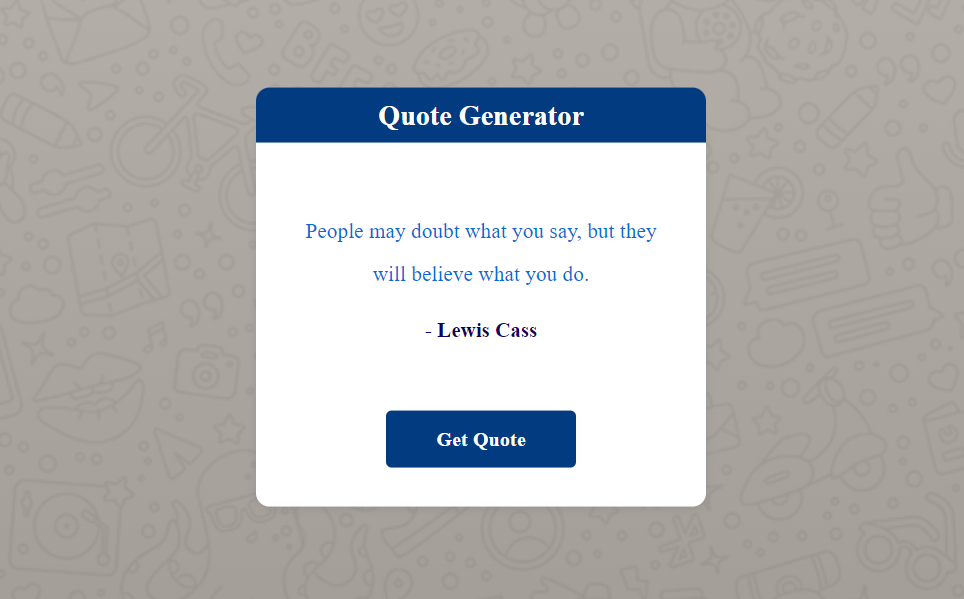 Quote Generator
People may doubt what you say, but they
will believe what you do.
- Lewis Cass
Get Quote